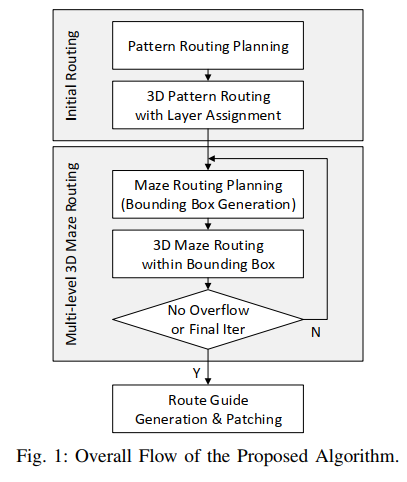 Initial Routing
Pattern Routing Planning
3D Pattern Routing
with Layer Assignment
Multi-level 3D Maze Routing
Maze Routing Planning
(Bounding Box Generation)
3D Maze Routing
within Bounding Box
No Overflow
or Final Iter
N
Y
Route Guide
Generation & Patching
Fig. 1: Overall Flow of the Proposed Algorithm.